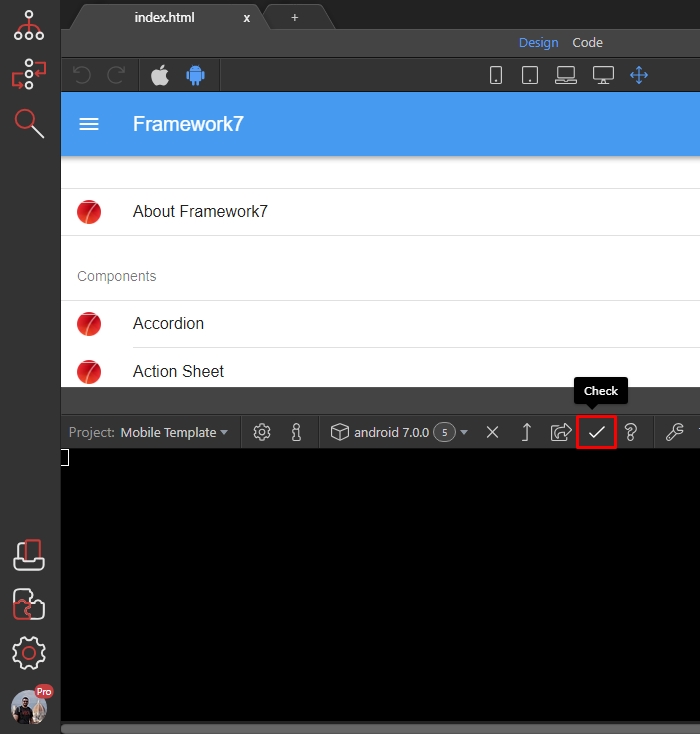 index.html x +
Design Code
Framework7
About Framework7
Components
Accordion
Action Sheet
Check
Project: Mobile Template android 7.0.0 5
Pro